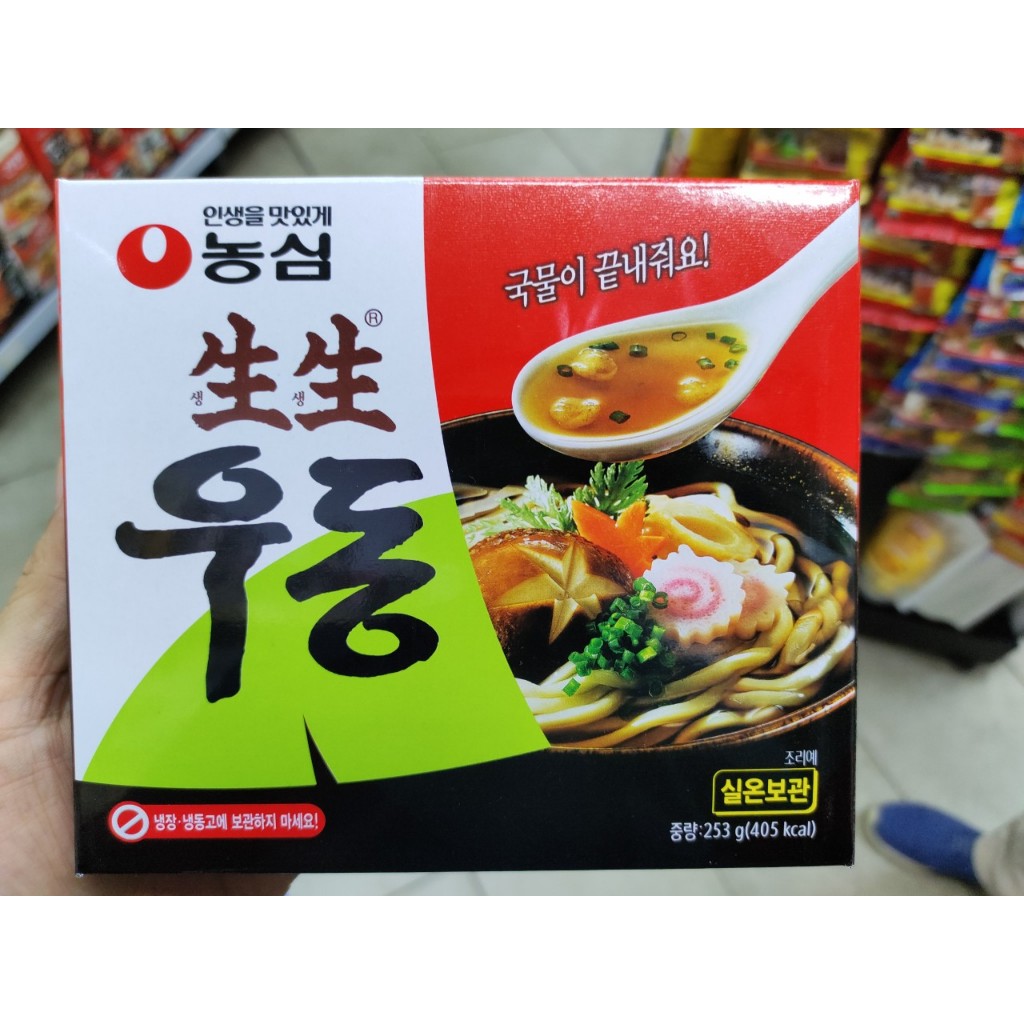 인생을 맛있게
농심
국물이 끝내줘요!
生生®
생 생
우동
조리예
실온보관
냉장·냉동고에 보관하지 마세요!
중량:253 g(405 kcal)